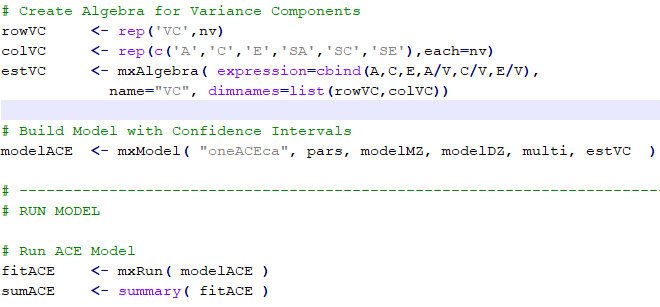 # Create Algebra for Variance Components
rowVC     <- rep('VC',nv)
colVC     <- rep(c('A','C','E','SA','SC','SE'),each=nv)
estVC     <- mxAlgebra( expression=cbind(A,C,E,A/V,C/V,E/V),
             name="VC", dimnames=list(rowVC,colVC))
# Build Model with Confidence Intervals
modelACE  <- mxModel( "oneACEca", pars, modelMZ, modelDZ, multi, estVC  )
# ----------------------------------------------------------------------
# RUN MODEL
# Run ACE Model
fitACE    <- mxRun( modelACE )
sumACE    <- summary( fitACE )